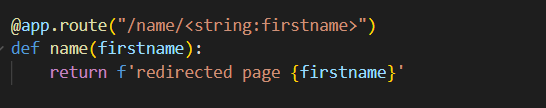 @app.route("/name/<string:firstname>")
def name(firstname):
    return f'redirected page {firstname}'